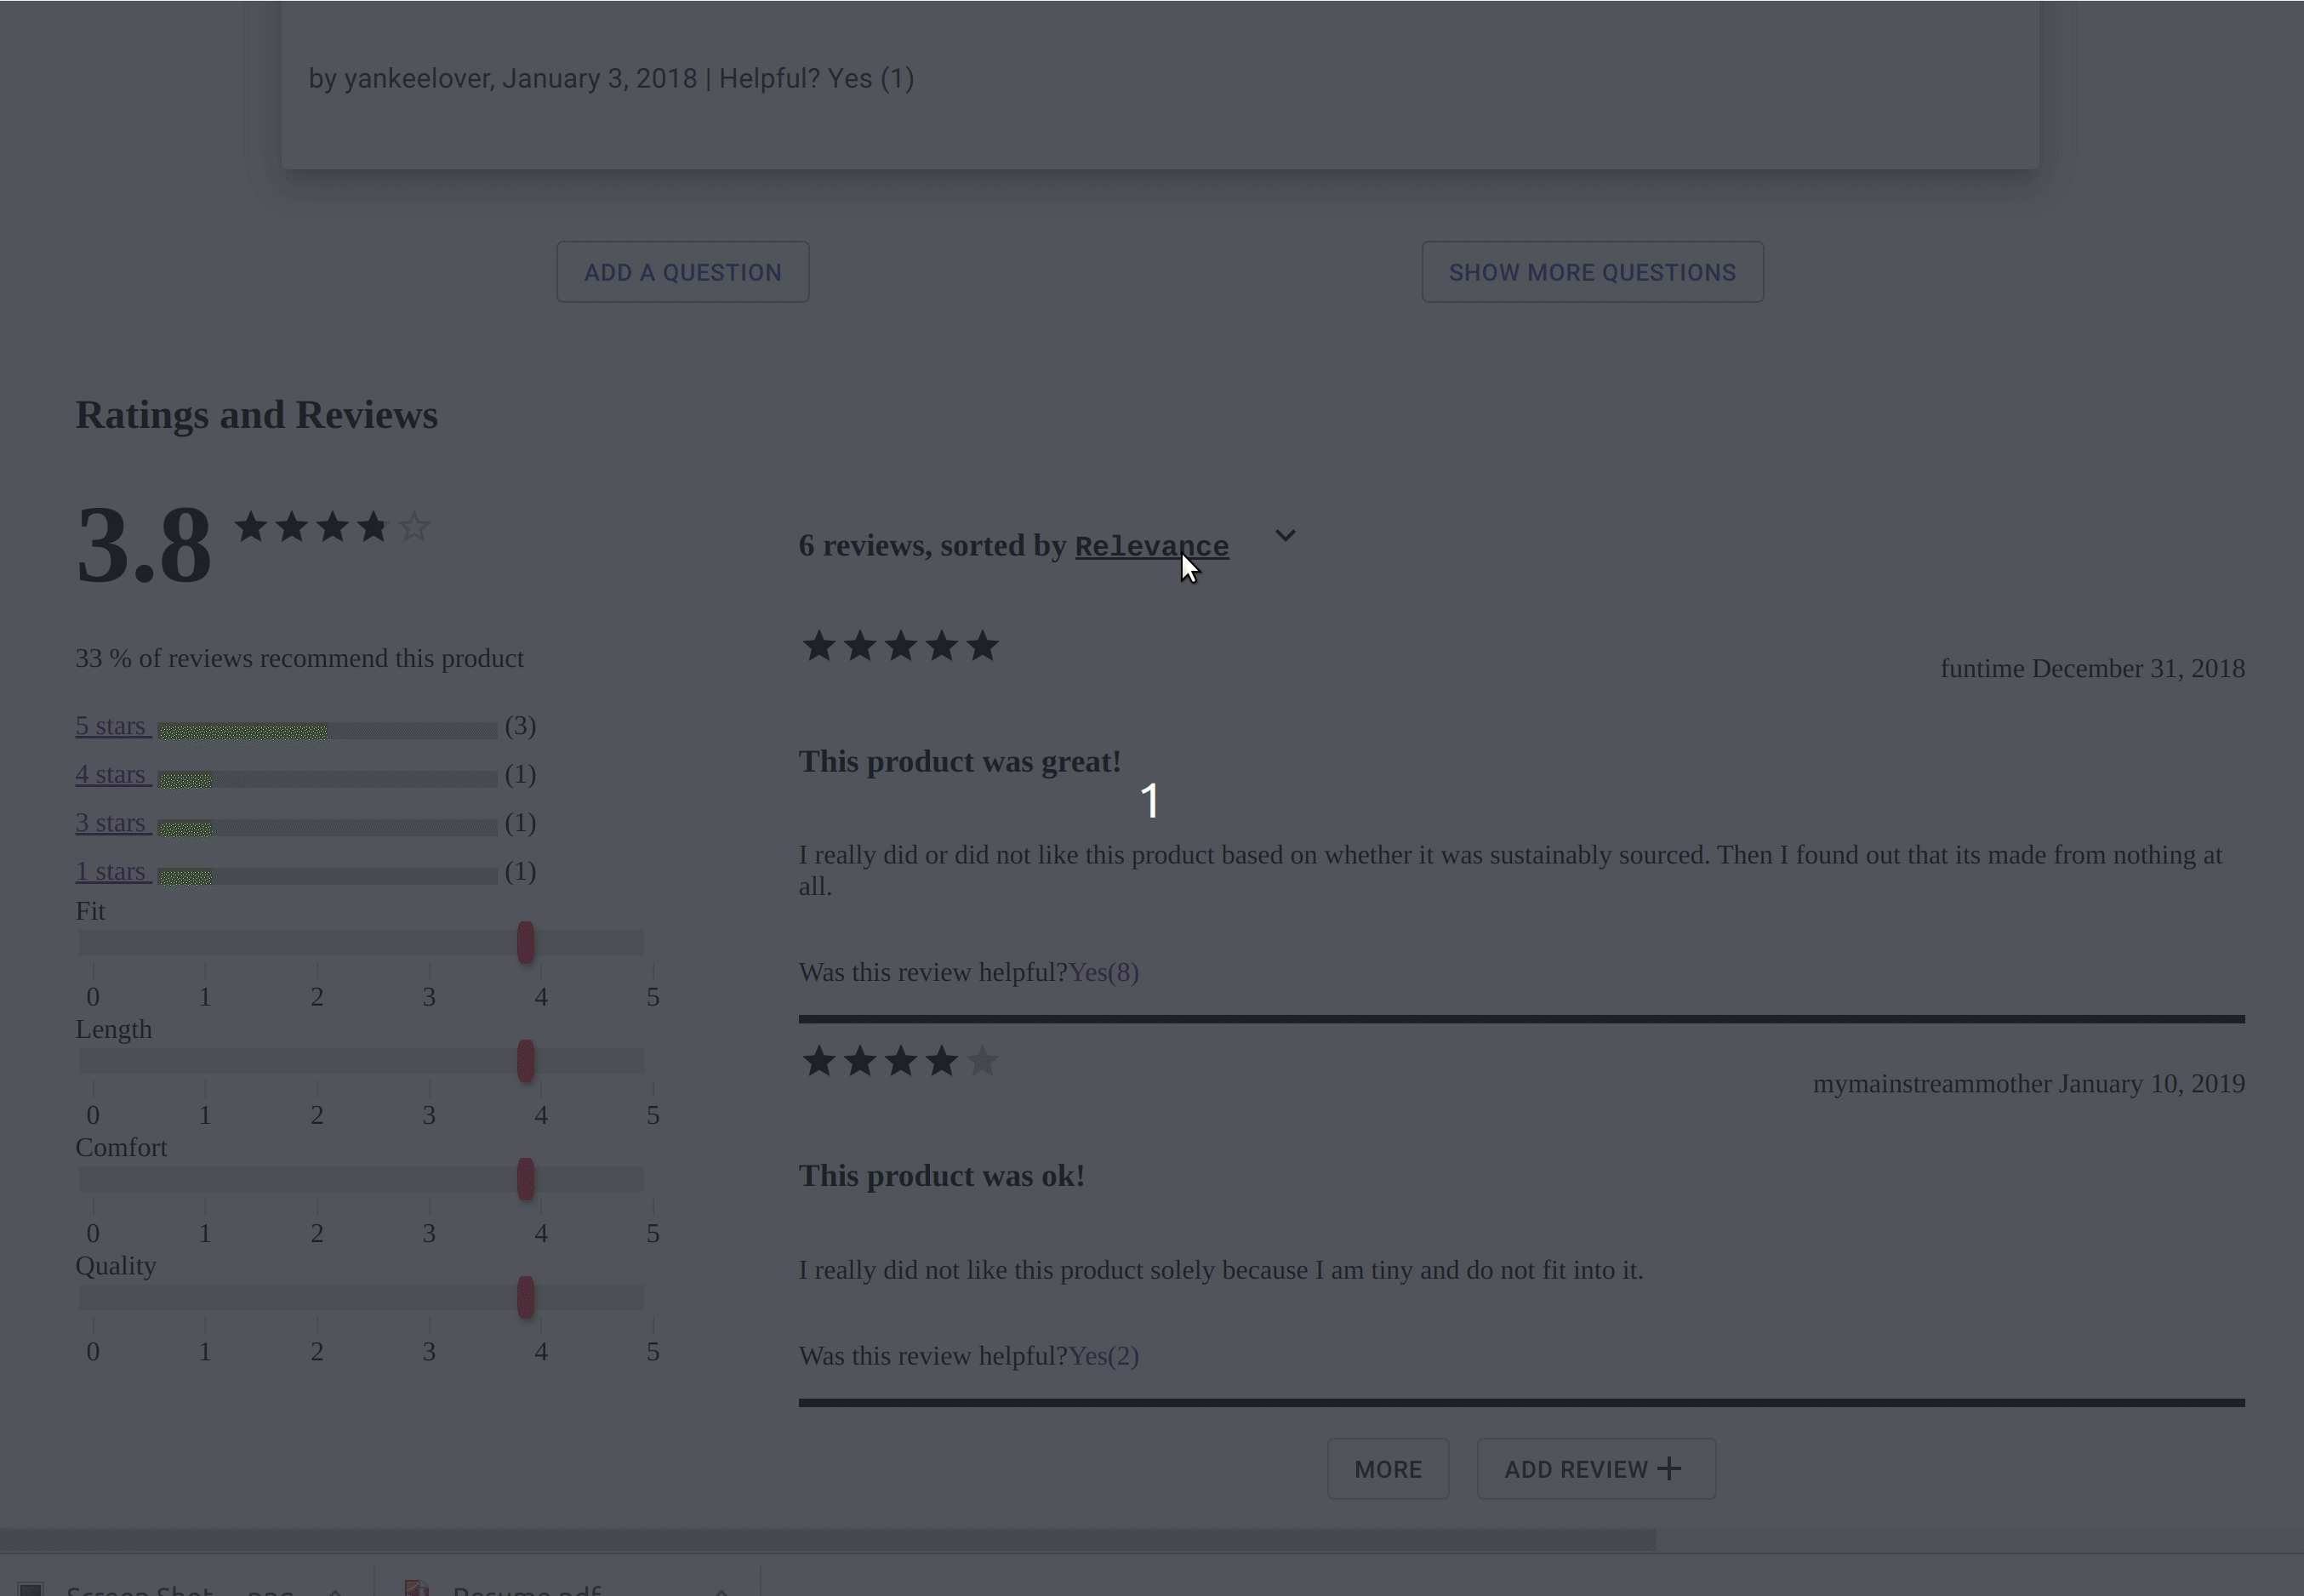 by yankeelover, January 3, 2018 | Helpful? Yes (1)
ADD A QUESTION
SHOW MORE QUESTIONS
Ratings and Reviews
3.8
33 % of reviews recommend this product
5 stars (3)
4 stars (1)
3 stars (1)
1 stars (1)
Fit
0 1 2 3 4 5
Length
0 1 2 3 4 5
Comfort
0 1 2 3 4 5
Quality
0 1 2 3 4 5
6 reviews, sorted by Relevance
funtime December 31, 2018
This product was great!
1
I really did or did not like this product based on whether it was sustainably sourced. Then I found out that its made from nothing at
all.
Was this review helpful?Yes(8)
mymainstreammother January 10, 2019
This product was ok!
I really did not like this product solely because I am tiny and do not fit into it.
Was this review helpful?Yes(2)
MORE
ADD REVIEW
Screen Shot ....png
Resume.pdf